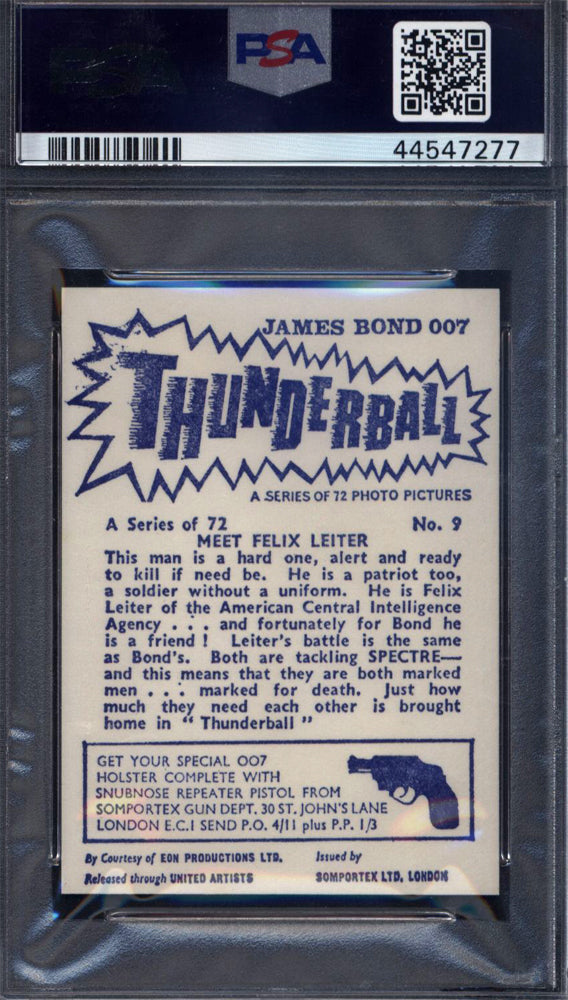 PSA
44547277
JAMES BOND 007
THUNDERBALL
A SERIES OF 72 PHOTO PICTURES
A Series of 72 No. 9
MEET FELIX LEITER
This man is a hard one, alert and ready
to kill if need be. He is a patriot too,
a soldier without a uniform. He is Felix
Leiter of the American Central Intelligence
Agency . . . and fortunately for Bond he
is a friend ! Leiter's battle is the same
as Bond's. Both are tackling SPECTRE—
and this means that they are both marked
men . . . marked for death. Just how
much they need each other is brought
home in “ Thunderball ”
GET YOUR SPECIAL 007
HOLSTER COMPLETE WITH
SNUBNOSE REPEATER PISTOL FROM
SOMPORTEX GUN DEPT. 30 ST. JOHN'S LANE
LONDON E.C.1 SEND P.O. 4/11 plus P.P. 1/3
By Courtesy of EON PRODUCTIONS LTD. Issued by
Released through UNITED ARTISTS SOMPORTEX LTD, LONDON